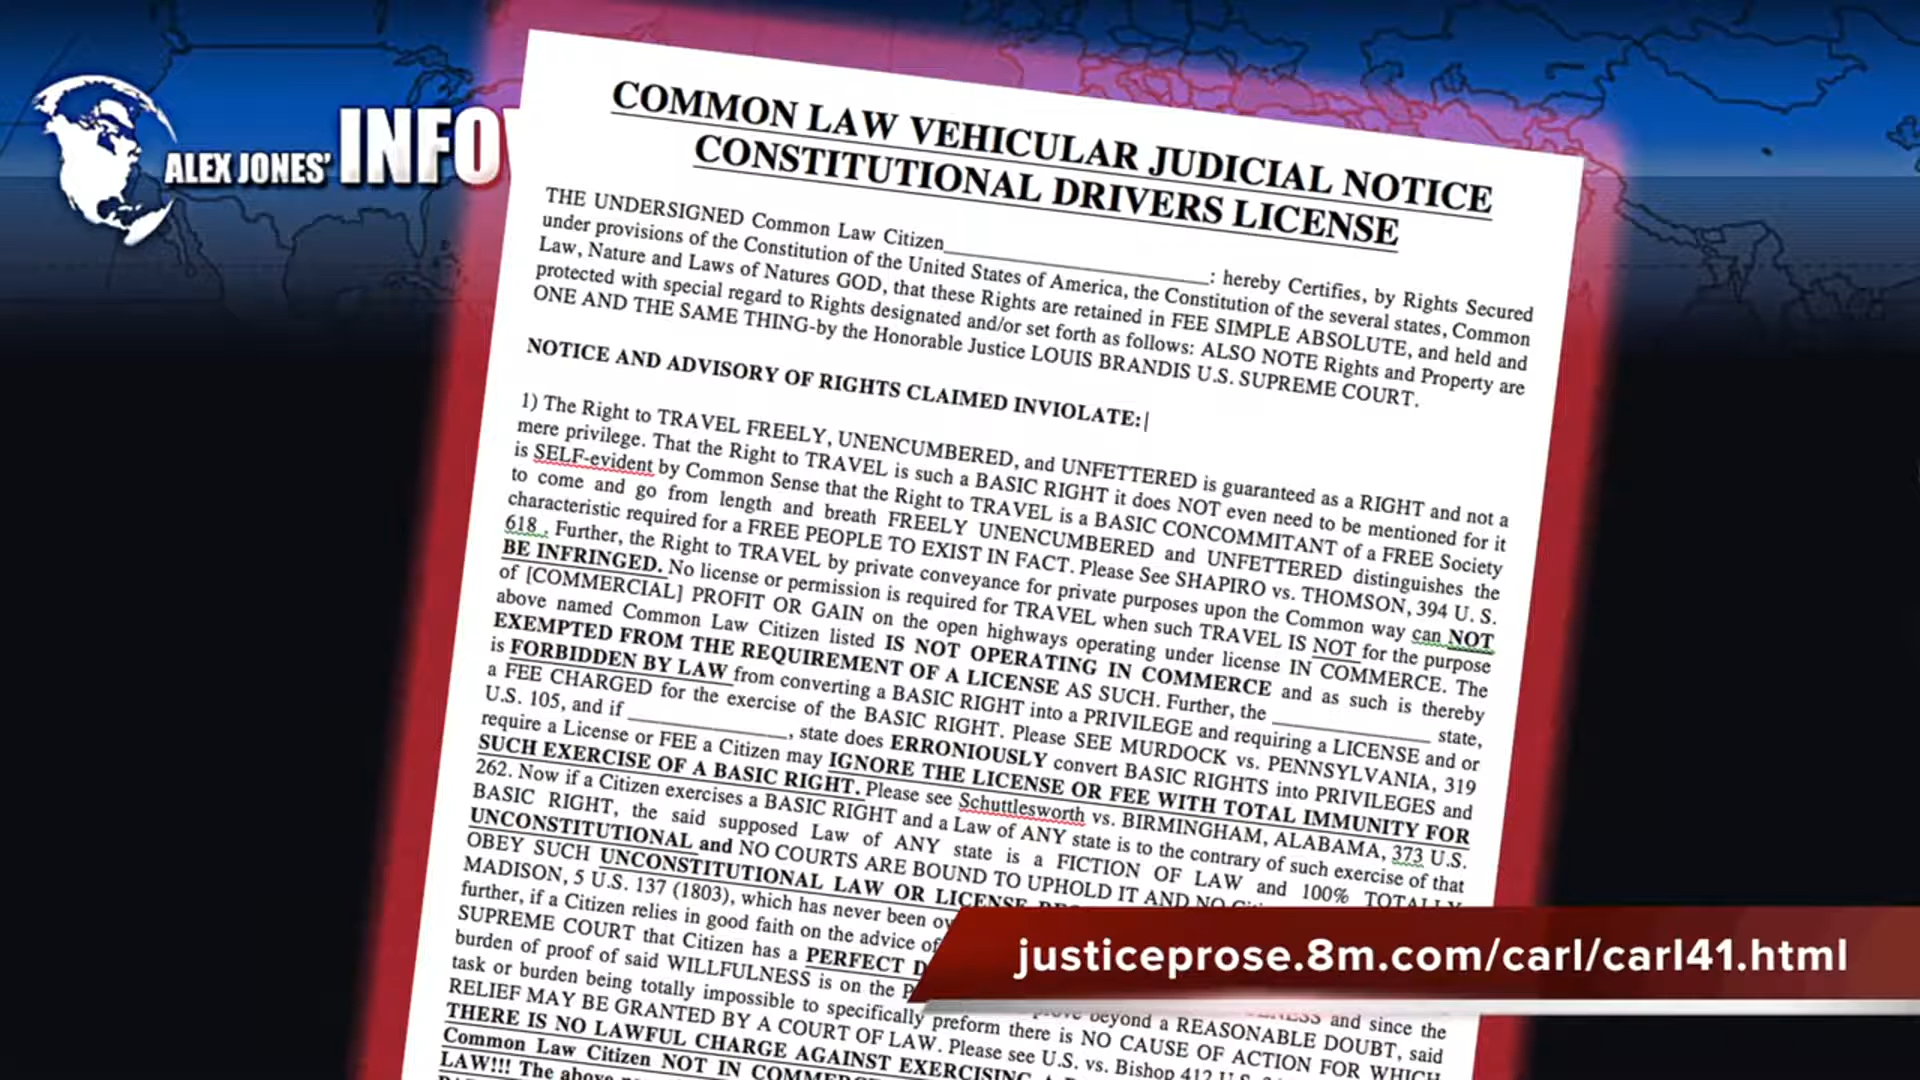 ALEX JONES' INFO
COMMON LAW VEHICULAR JUDICIAL NOTICE
CONSTITUTIONAL DRIVERS LICENSE
THE UNDERSIGNED Common Law Citizen____________________: hereby Certifies, by Rights Secured
under provisions of the Constitution of the United States of America, the Constitution of the several states, Common
Law, Nature and Laws of Natures GOD, that these Rights are retained in FEE SIMPLE ABSOLUTE, and held and
protected with special regard to Rights designated and/or set forth as follows: ALSO NOTE Rights and Property are
ONE AND THE SAME THING-by the Honorable Justice LOUIS BRANDIS U.S. SUPREME COURT.
NOTICE AND ADVISORY OF RIGHTS CLAIMED INVIOLATE:
1) The Right to TRAVEL FREELY, UNENCUMBERED, and UNFETTERED is guaranteed as a RIGHT and not a
mere privilege. That the Right to TRAVEL is such a BASIC RIGHT it does NOT even need to be mentioned for it
is SELF-evident by Common Sense that the Right to TRAVEL is a BASIC CONCOMMITANT of a FREE Society
to come and go from length and breath FREELY UNENCUMBERED and UNFETTERED distinguishes the
characteristic required for a FREE PEOPLE TO EXIST IN FACT. Please See SHAPIRO vs. THOMSON, 394 U. S.
618 . Further, the Right to TRAVEL by private conveyance for private purposes upon the Common way can NOT
BE INFRINGED. No license or permission is required for TRAVEL when such TRAVEL IS NOT for the purpose
of [COMMERCIAL] PROFIT OR GAIN on the open highways operating under license IN COMMERCE. The
above named Common Law Citizen listed IS NOT OPERATING IN COMMERCE and as such is thereby
EXEMPTED FROM THE REQUIREMENT OF A LICENSE AS SUCH. Further, the ____________ state,
is FORBIDDEN BY LAW from converting a BASIC RIGHT into a PRIVILEGE and requiring a LICENSE and or
a FEE CHARGED for the exercise of the BASIC RIGHT. Please SEE MURDOCK vs. PENNSYLVANIA, 319
U.S. 105, and if ____________, state does ERRONIOUSLY convert BASIC RIGHTS into PRIVILEGES and
require a License or FEE a Citizen may IGNORE THE LICENSE OR FEE WITH TOTAL IMMUNITY FOR
SUCH EXERCISE OF A BASIC RIGHT. Please see Schuttlesworth vs. BIRMINGHAM, ALABAMA, 373 U.S.
262. Now if a Citizen exercises a BASIC RIGHT and a Law of ANY state is to the contrary of such exercise of that
BASIC RIGHT, the said supposed Law of ANY state is a FICTION OF LAW and 100% TOTALLY
UNCONSTITUTIONAL and NO COURTS ARE BOUND TO UPHOLD IT AND NO
OBEY SUCH UNCONSTITUTIONAL LAW OR LICENSE
MADISON, 5 U.S. 137 (1803), which has never been
further, if a Citizen relies in good faith on the advice of
SUPREME COURT that Citizen has a PERFECT
burden of proof of said WILLFULNESS is on the and since the
task or burden being totally impossible to specifically preform there is NO CAUSE OF ACTION FOR WHICH beyond a REASONABLE DOUBT, said
RELIEF MAY BE GRANTED BY A COURT OF LAW. Please see U.S. vs. Bishop 412 U.S.
THERE IS NO LAWFUL CHARGE AGAINST EXERCISING
Common Law Citizen NOT IN
LAW!!! The above
justiceprose.8m.com/carl/carl41.html